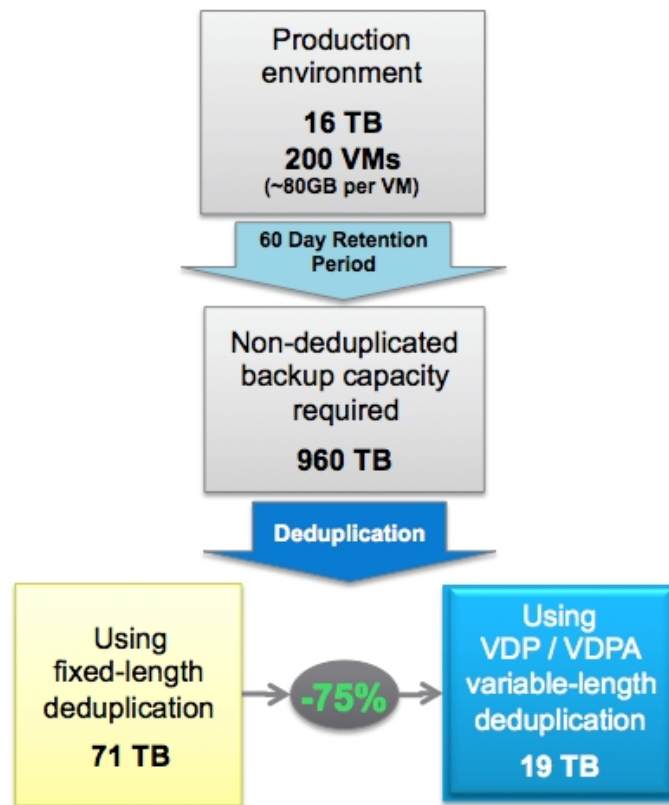 Production
environment
16 TB
200 VMs
(~80GB per VM)
60 Day Retention
Period
Non-deduplicated
backup capacity
required
960 TB
Deduplication
Using
fixed-length
deduplication
71 TB
-75%
Using
VDP / VDPA
variable-length
deduplication
19 TB